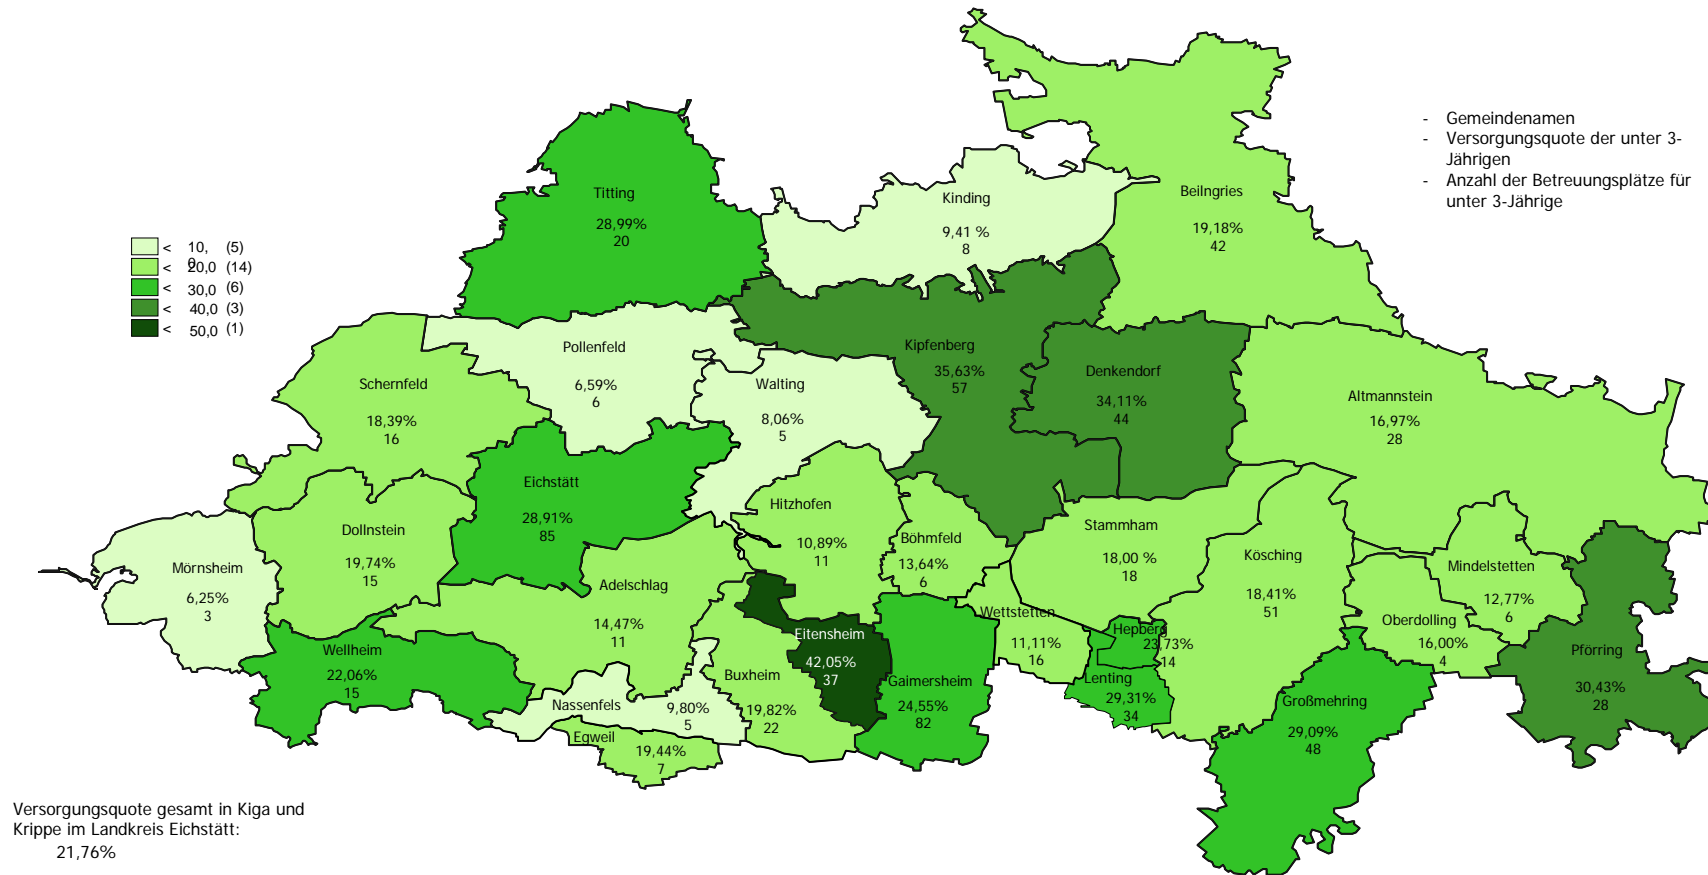 - Gemeindenamen
- Versorgungsquote der unter 3-
Jährigen
- Anzahl der Betreuungsplätze für
unter 3-Jährige
< 10,0 (5)
< 20,0 (14)
< 30,0 (6)
< 40,0 (3)
< 50,0 (1)
Titting
28,99%
20
Kinding
9,41 %
8
Beilngries
19,18%
42
Pollenfeld
6,59%
6
Schernfeld
18,39%
16
Walting
8,06%
5
Kipfenberg
35,63%
57
Denkendorf
34,11%
44
Altmannstein
16,97%
28
Eichstätt
28,91%
85
Hitzhofen
10,89%
11
Böhmfeld
13,64%
6
Stammham
18,00 %
18
Kösching
18,41%
51
Mindelstetten
12,77%
6
Dollnstein
19,74%
15
Mörnsheim
6,25%
3
Adelschlag
14,47%
11
Wettstetten
11,11%
16
Hepberg
23,73%
14
Oberdolling
16,00%
4
Pförring
30,43%
28
Wellheim
22,06%
15
Eitensheim
42,05%
37
Buxheim
19,82%
22
Gaimersheim
24,55%
82
Lenting
29,31%
34
Großmehring
29,09%
48
Nassenfels
9,80%
5
Egweil
19,44%
7
Versorgungsquote gesamt in Kiga und
Krippe im Landkreis Eichstätt:
21,76%